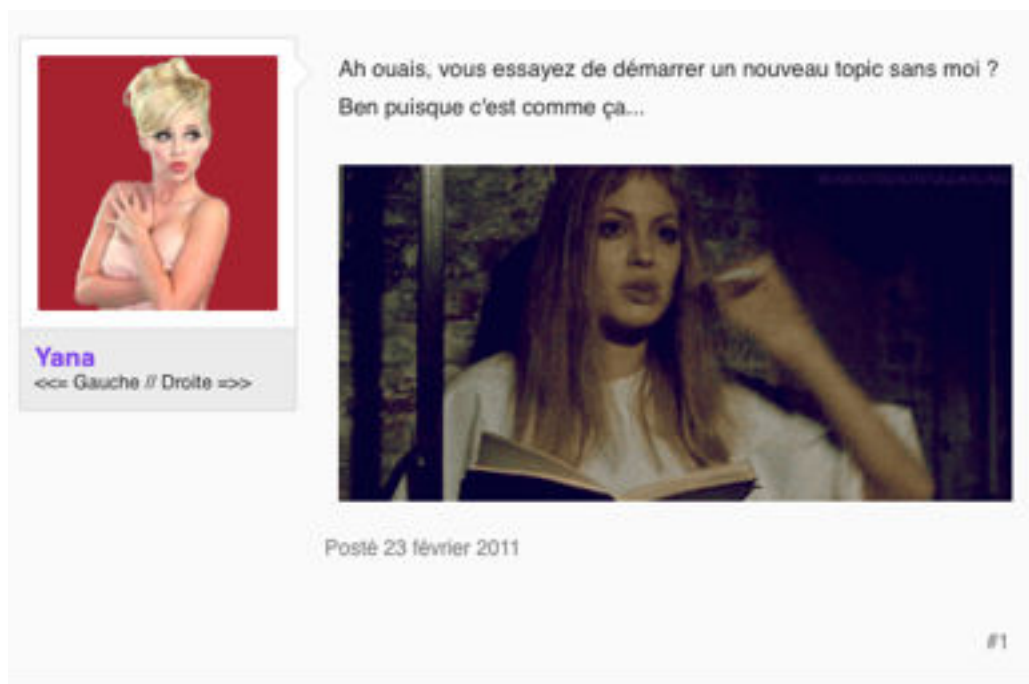 Ah ouais, vous essayez de démarrer un nouveau topic sans moi ?
Ben puisque c'est comme ça...
Yana
<<= Gauche // Droite =>>
Posté 23 février 2011
#1